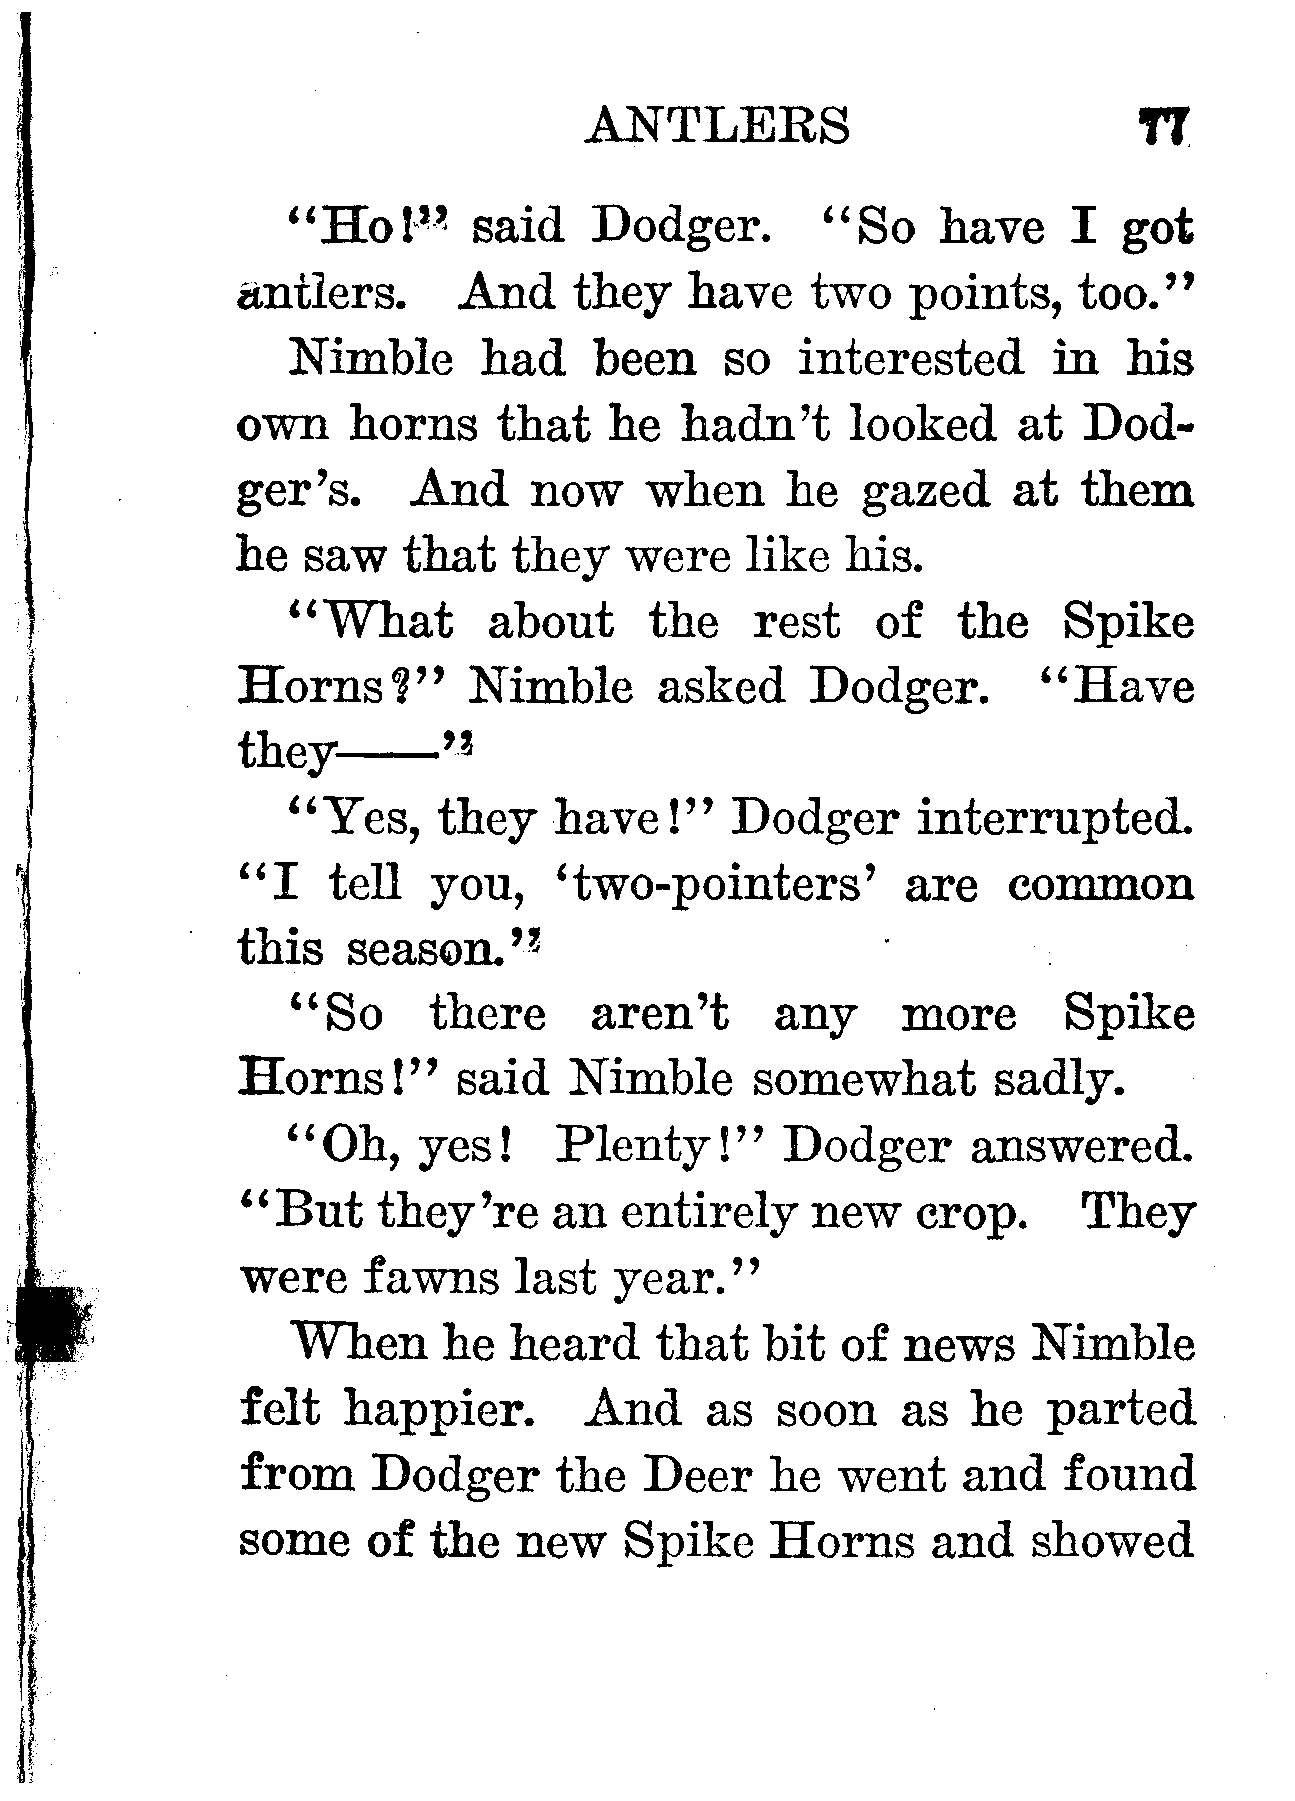 ANTLERS 77
“Ho!” said Dodger. “So have I got
antlers. And they have two points, too.”
Nimble had been so interested in his
own horns that he hadn’t looked at Dod-
ger’s. And now when he gazed at them
he saw that they were like his.
“What about the rest of the Spike
Horns?” Nimble asked Dodger. “Have
they——”
“Yes, they have!” Dodger interrupted.
“I tell you, ‘two-pointers’ are common
this season.”
“So there aren’t any more Spike
Horns!” said Nimble somewhat sadly.
“Oh, yes! Plenty!” Dodger answered.
“But they’re an entirely new crop. They
were fawns last year.”
When he heard that bit of news Nimble
felt happier. And as soon as he parted
from Dodger the Deer he went and found
some of the new Spike Horns and showed